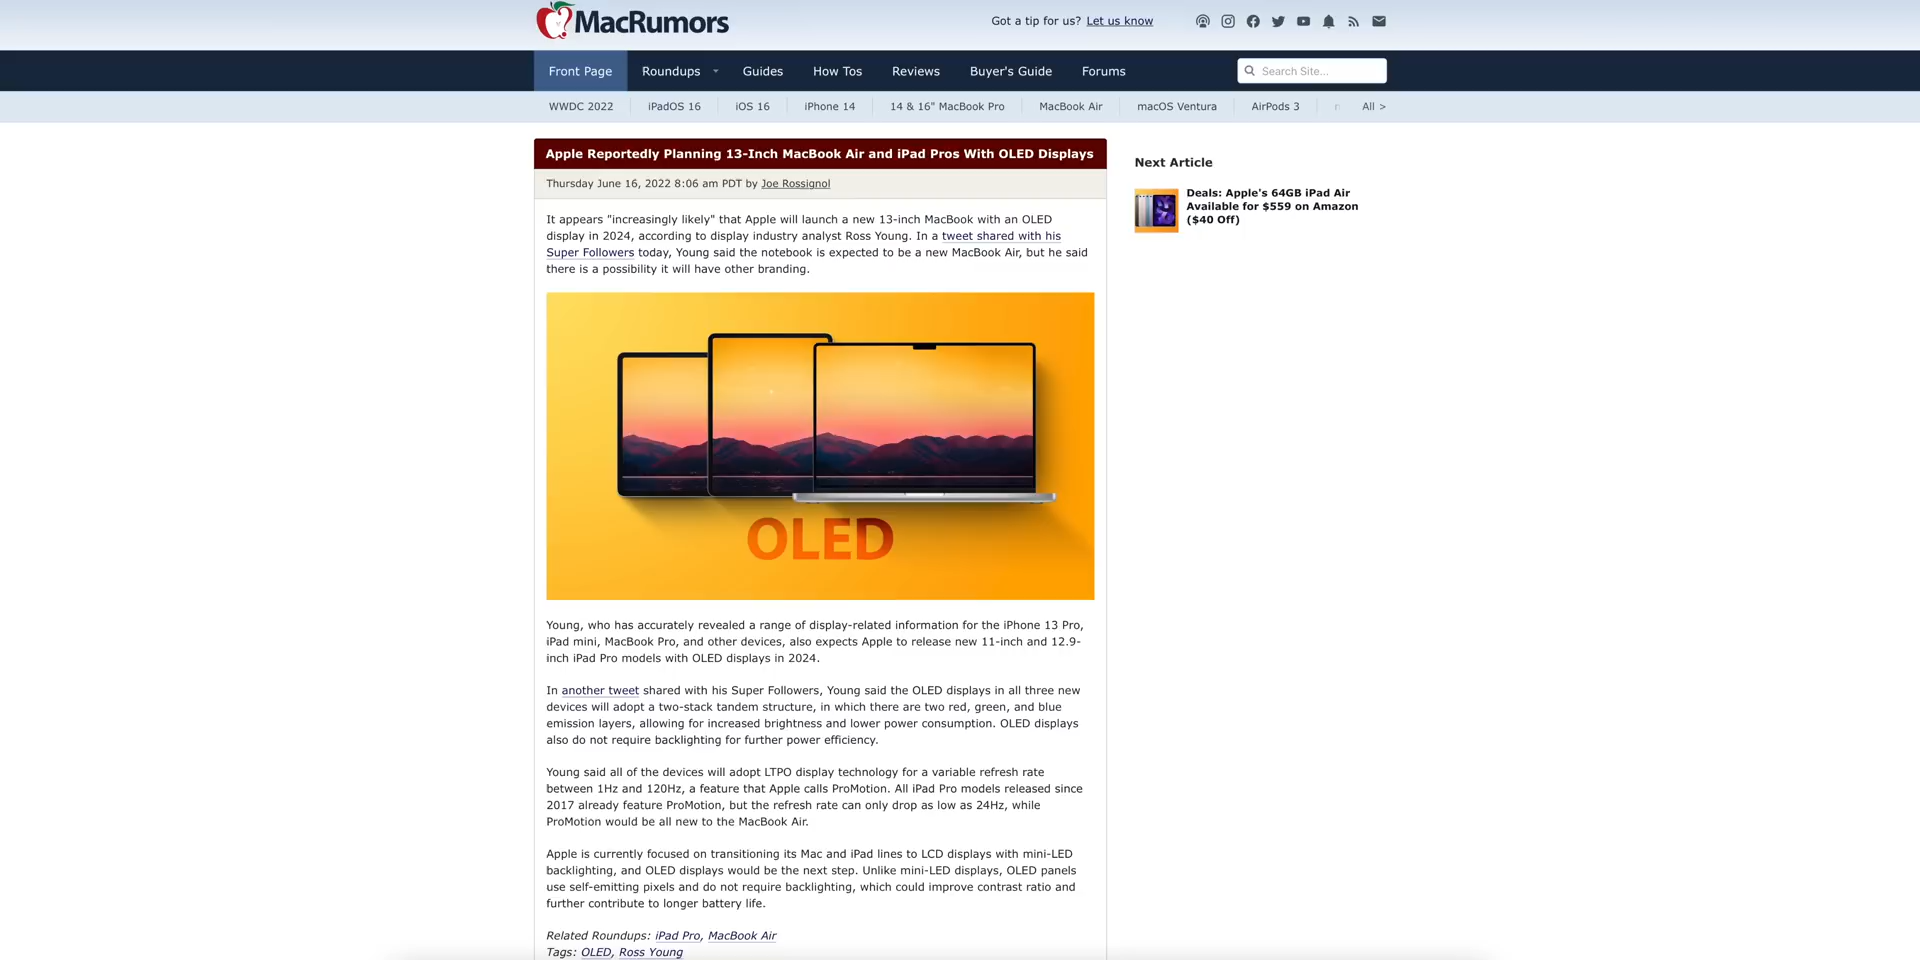 MacRumors
Got a tip for us? Let us know
Front Page Roundups Guides How Tos Reviews Buyer's Guide Forums Search Site...
WWDC 2022 iPadOS 16 iOS 16 iPhone 14 14 & 16" MacBook Pro MacBook Air macOS Ventura AirPods 3 All >
Apple Reportedly Planning 13-Inch MacBook Air and iPad Pros With OLED Displays
Thursday June 16, 2022 8:06 am PDT by Joe Rossignol
It appears "increasingly likely" that Apple will launch a new 13-inch MacBook with an OLED
display in 2024, according to display industry analyst Ross Young. In a tweet shared with his
Super Followers today, Young said the notebook is expected to be a new MacBook Air, but he said
there is a possibility it will have other branding.
OLED
Young, who has accurately revealed a range of display-related information for the iPhone 13 Pro,
iPad mini, MacBook Pro, and other devices, also expects Apple to release new 11-inch and 12.9-
inch iPad Pro models with OLED displays in 2024.
In another tweet shared with his Super Followers, Young said the OLED displays in all three new
devices will adopt a two-stack tandem structure, in which there are two red, green, and blue
emission layers, allowing for increased brightness and lower power consumption. OLED displays
also do not require backlighting for further power efficiency.
Young said all of the devices will adopt LTPO display technology for a variable refresh rate
between 1Hz and 120Hz, a feature that Apple calls ProMotion. All iPad Pro models released since
2017 already feature ProMotion, but the refresh rate can only drop as low as 24Hz, while
ProMotion would be all new to the MacBook Air.
Apple is currently focused on transitioning its Mac and iPad lines to LCD displays with mini-LED
backlighting, and OLED displays would be the next step. Unlike mini-LED displays, OLED panels
use self-emitting pixels and do not require backlighting, which could improve contrast ratio and
further contribute to longer battery life.
Related Roundups: iPad Pro, MacBook Air
Tags: OLED, Ross Young
Next Article
Deals: Apple's 64GB iPad Air
Available for $559 on Amazon
($40 Off)